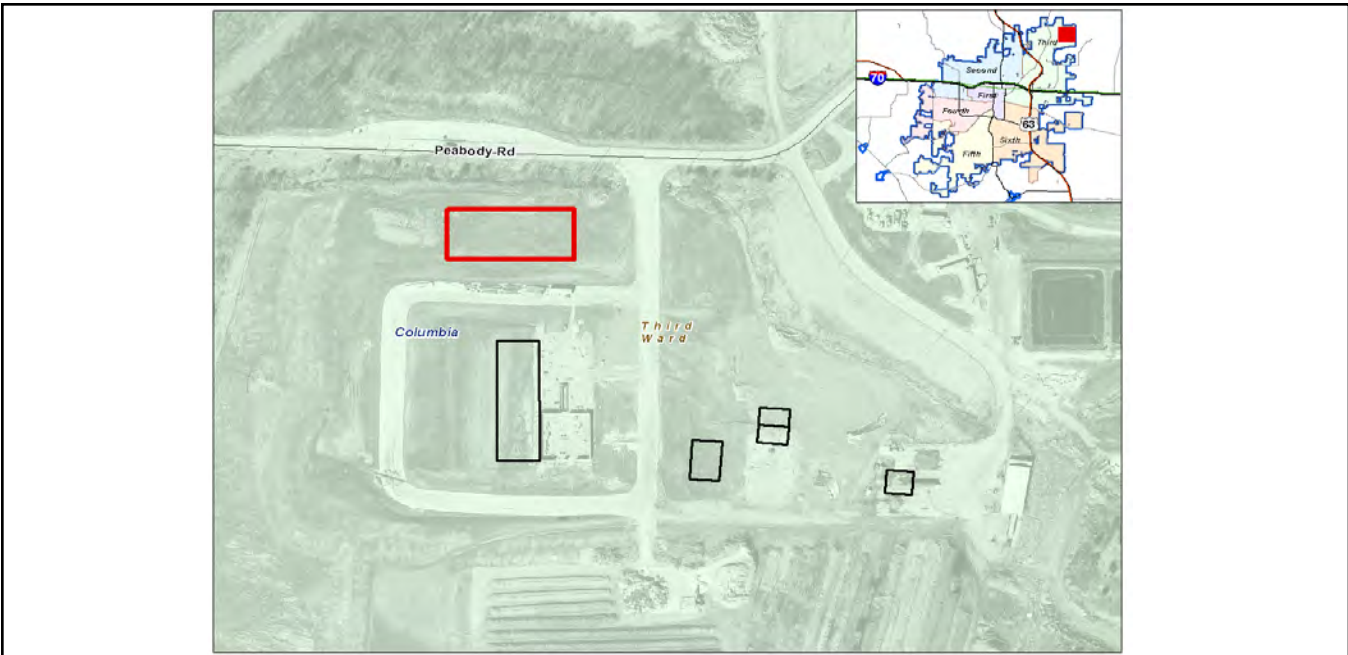 Third
Second
70
First
Fourth
63
Sixth
Fifth
Peabody-Rd
Columbia
Third
Ward